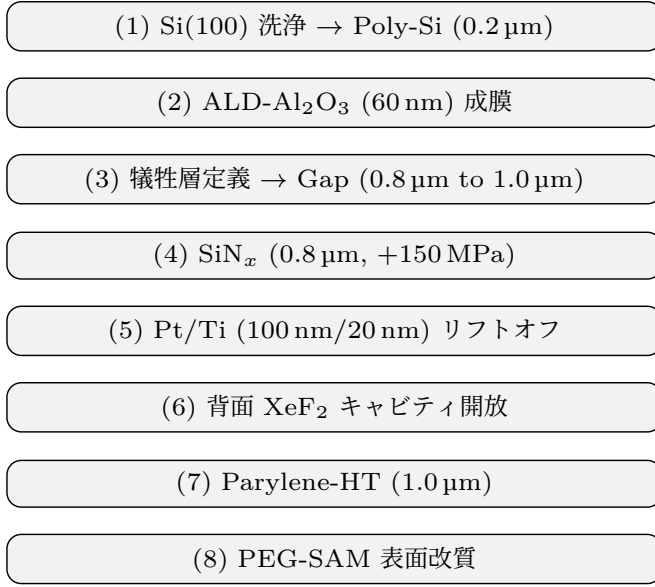 (1) Si(100) 洗浄 → Poly-Si (0.2 µm)
(2) ALD-Al₂O₃ (60 nm) 成膜
(3) 犠牲層定義 → Gap (0.8 µm to 1.0 µm)
(4) SiNₓ (0.8 µm, +150 MPa)
(5) Pt/Ti (100 nm/20 nm) リフトオフ
(6) 背面 XeF₂ キャビティ開放
(7) Parylene-HT (1.0 µm)
(8) PEG-SAM 表面改質